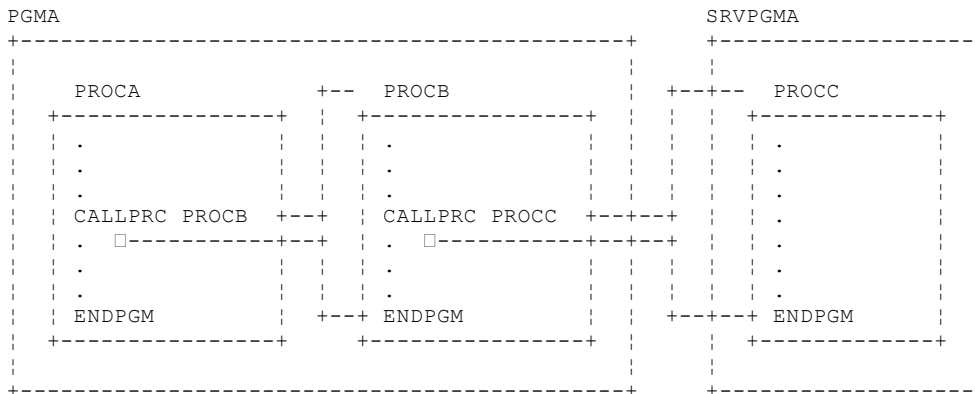 PGMA SRVPGMA
PROCA PROCB PROCC
. . .
. . .
. . .
CALLPRC PROCB CALLPRC PROCC .
. . .
. . .
. . .
ENDPGM ENDPGM ENDPGM